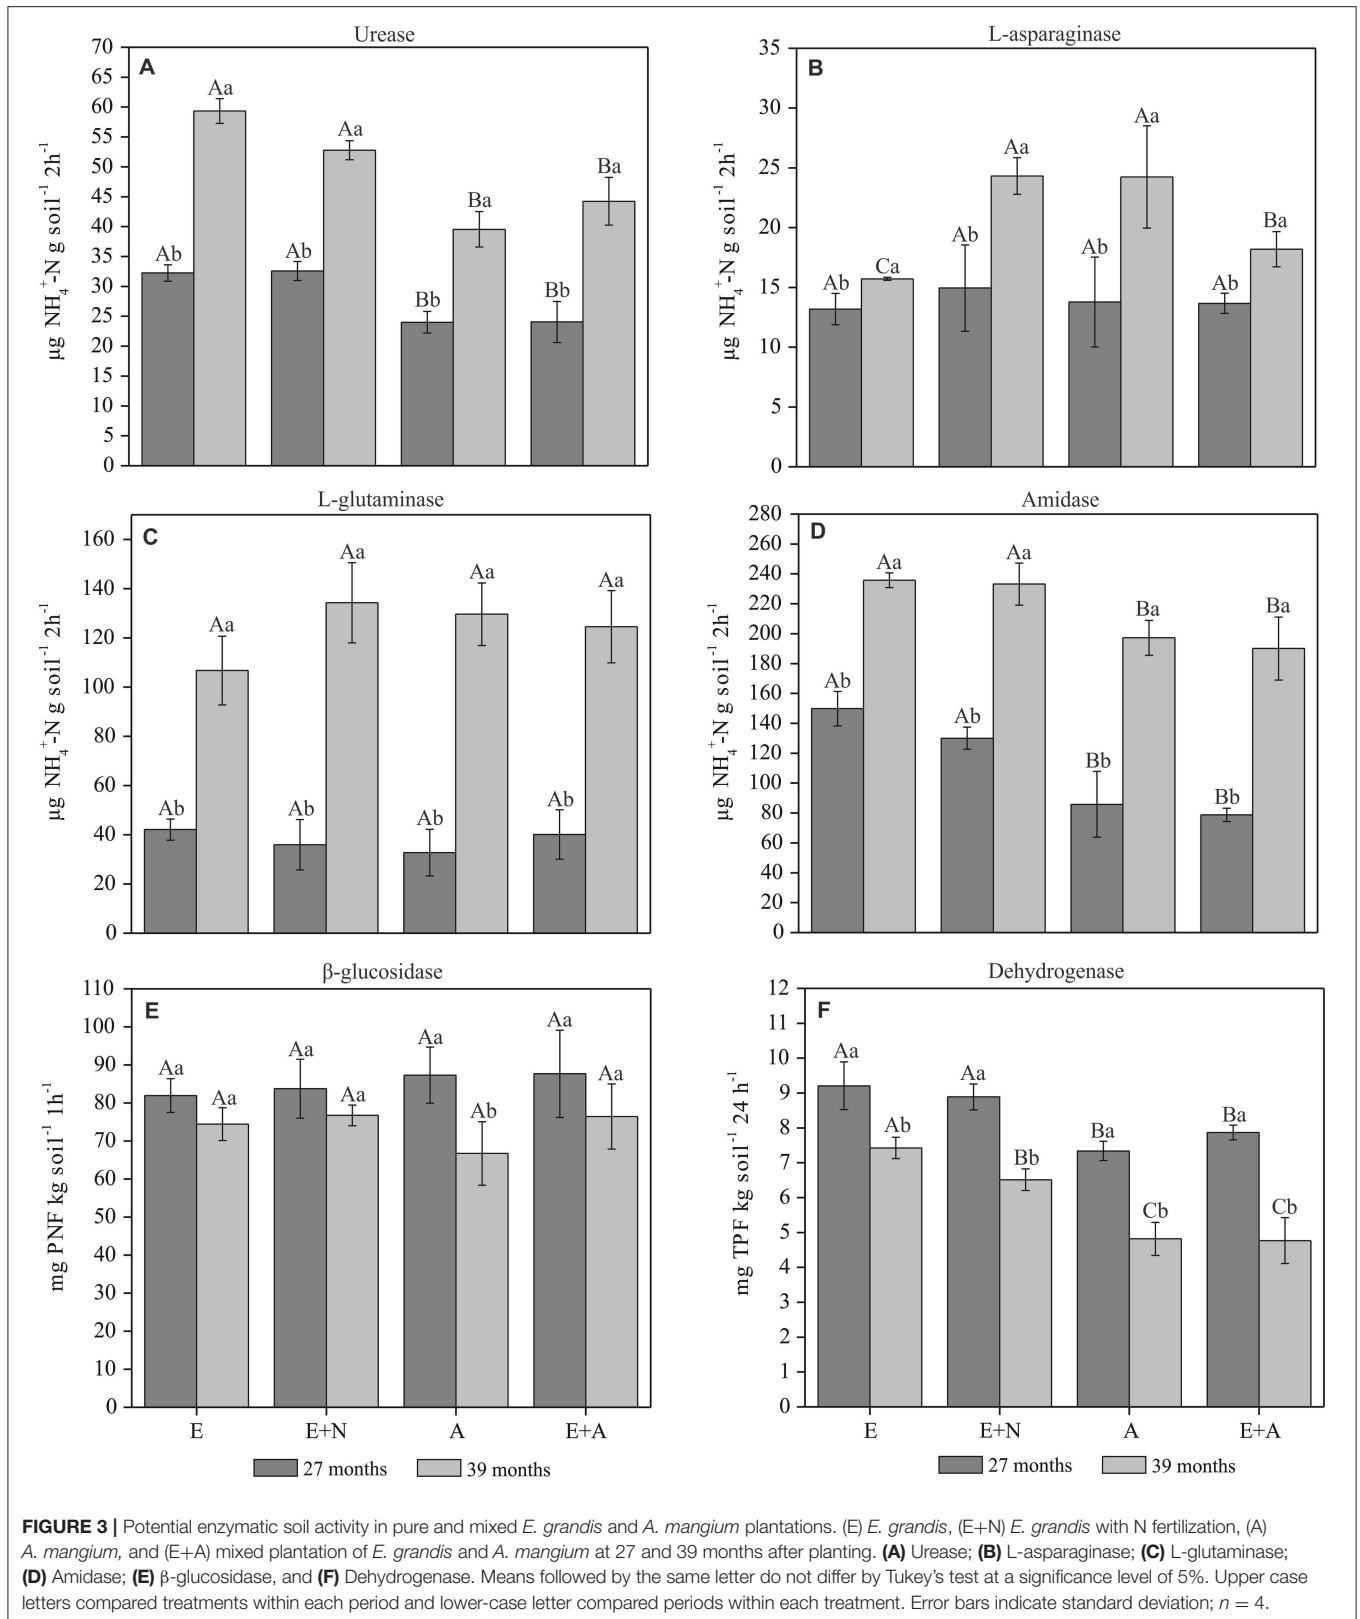 Urease
A
µg NH₄⁺-N g soil⁻¹ 2h⁻¹
70
65
60
55
50
45
40
35
30
25
20
15
10
5
0
Ab
Aa
Ab
Aa
Bb
Ba
Bb
Ba
L-asparaginase
B
µg NH₄⁺-N g soil⁻¹ 2h⁻¹
35
30
25
20
15
10
5
0
Ab
Ca
Ab
Aa
Ab
Aa
Ab
Ba
L-glutaminase
C
µg NH₄⁺-N g soil⁻¹ 2h⁻¹
160
140
120
100
80
60
40
20
0
Ab
Aa
Ab
Aa
Ab
Aa
Ab
Aa
Amidase
D
µg NH₄⁺-N g soil⁻¹ 2h⁻¹
280
260
240
220
200
180
160
140
120
100
80
60
40
20
0
Ab
Aa
Ab
Aa
Bb
Ba
Bb
Ba
β-glucosidase
E
mg PNF kg soil⁻¹ 1h⁻¹
110
100
90
80
70
60
50
40
30
20
10
0
Aa
Aa
Aa
Aa
Aa
Ab
Aa
Aa
E E+N A E+A
27 months 39 months
Dehydrogenase
F
mg TPF kg soil⁻¹ 24 h⁻¹
12
11
10
9
8
7
6
5
4
3
2
1
0
Aa
Ab
Aa
Bb
Ba
Cb
Ba
Cb
E E+N A E+A
27 months 39 months
FIGURE 3 | Potential enzymatic soil activity in pure and mixed E. grandis and A. mangium plantations. (E) E. grandis, (E+N) E. grandis with N fertilization, (A)
A. mangium, and (E+A) mixed plantation of E. grandis and A. mangium at 27 and 39 months after planting. (A) Urease; (B) L-asparaginase; (C) L-glutaminase;
(D) Amidase; (E) β-glucosidase, and (F) Dehydrogenase. Means followed by the same letter do not differ by Tukey's test at a significance level of 5%. Upper case
letters compared treatments within each period and lower-case letter compared periods within each treatment. Error bars indicate standard deviation; n = 4.